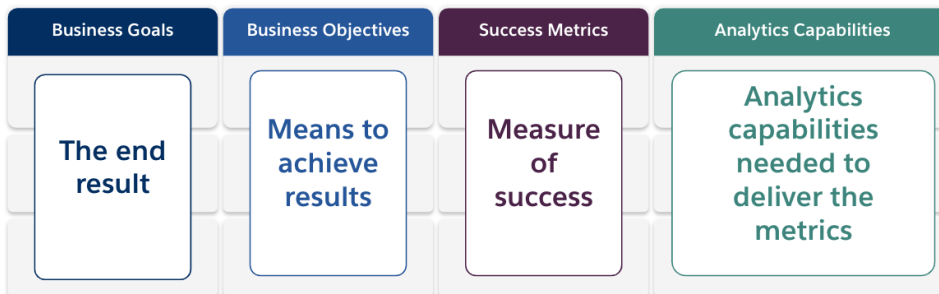 Business Goals
Business Objectives
Success Metrics
Analytics Capabilities
The end
result
Means to
achieve
results
Measure
of
success
Analytics
capabilities
needed to
deliver the
metrics